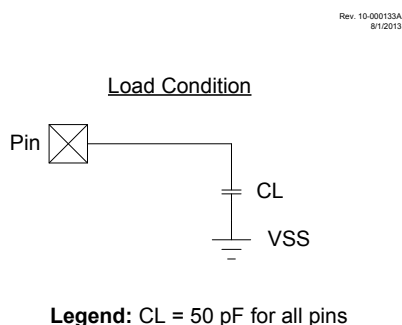 Rev. 10-000133A
8/1/2013
Load Condition
Pin
CL
VSS
Legend: CL = 50 pF for all pins